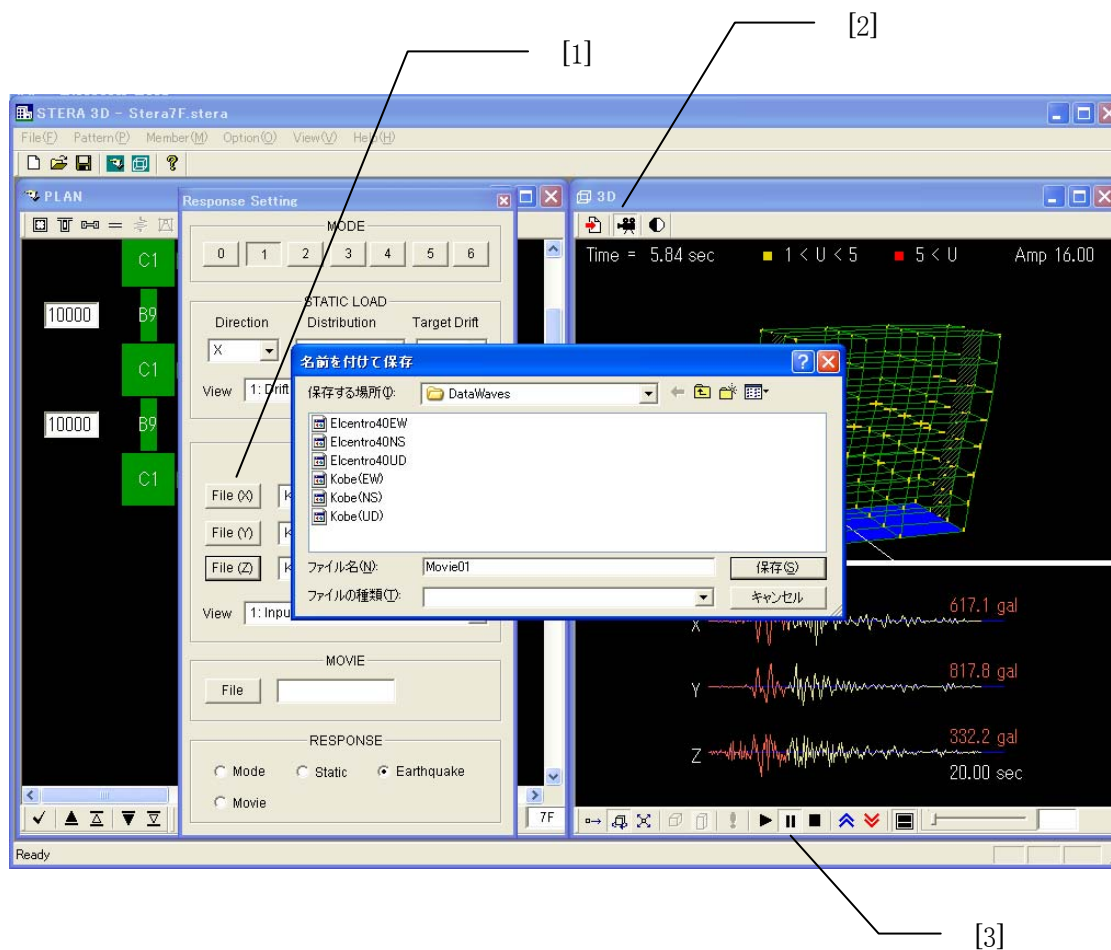 [2]
[1]
STERA 3D - Stera7F.stera
File(F) Pattern(P) Member(M) Option(O) View(V) Help(H)
PLAN
Response Setting
3D
MODE
0 1 2 3 4 5 6
Time = 5.84 sec 1 < U < 5 5 < U Amp 16.00
C1
10000 B9
C1
10000 B9
C1
STATIC LOAD
Direction Distribution Target Drift
X
View 1: Drift
名前を付けて保存
保存する場所(I): DataWaves
Elcentro40EW
Elcentro40NS
Elcentro40UD
Kobe(EW)
Kobe(NS)
Kobe(UD)
ファイル名(N): Movie01 保存(S)
ファイルの種類(T): キャンセル
File (X) K
File (Y) K
File (Z) K
View 1: Inpu
MOVIE
File
RESPONSE
Mode Static Earthquake
Movie
X 617.1 gal
Y 817.8 gal
Z 332.2 gal
20.00 sec
7F
Ready
[3]